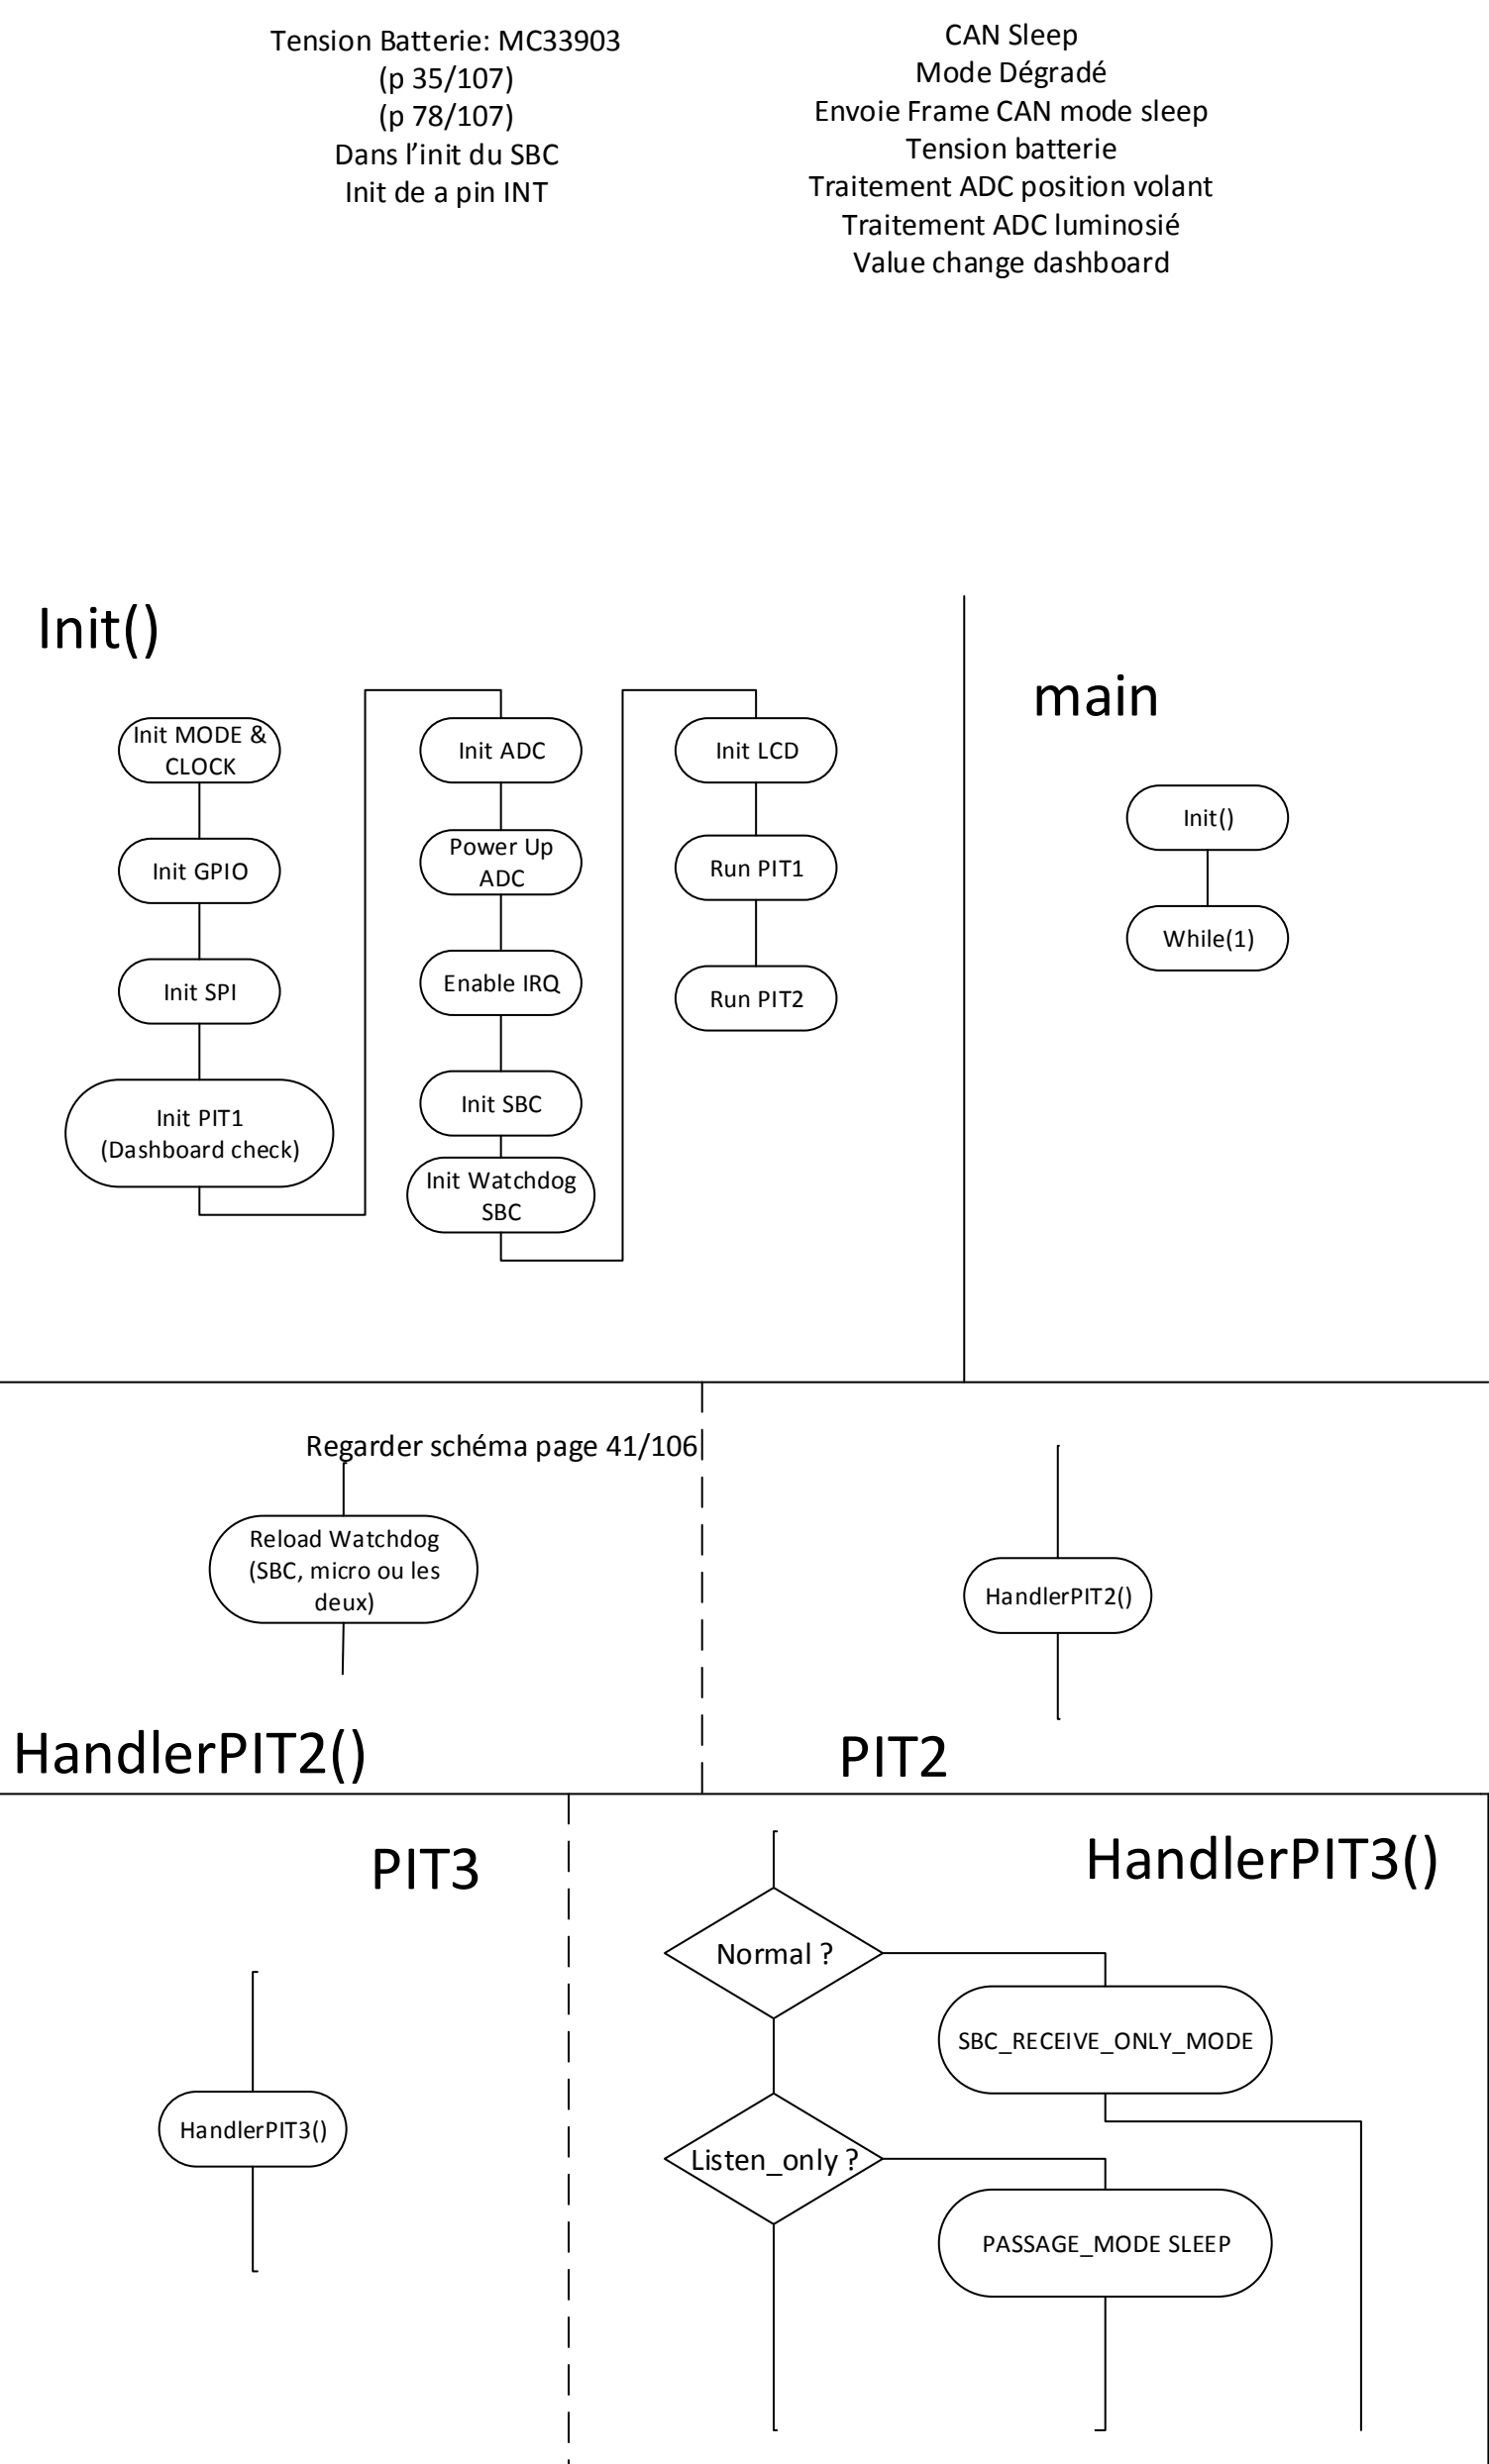 Tension Batterie: MC33903
(p 35/107)
(p 78/107)
Dans l’init du SBC
Init de a pin INT
CAN Sleep
Mode Dégradé
Envoie Frame CAN mode sleep
Tension batterie
Traitement ADC position volant
Traitement ADC luminosié
Value change dashboard
Init()
Init MODE &
CLOCK
Init GPIO
Init SPI
Init PIT1
(Dashboard check)
Init ADC
Power Up
ADC
Enable IRQ
Init SBC
Init Watchdog
SBC
Init LCD
Run PIT1
Run PIT2
main
Init()
While(1)
Regarder schéma page 41/106
Reload Watchdog
(SBC, micro ou les
deux)
HandlerPIT2()
HandlerPIT2()
PIT2
PIT3
HandlerPIT3()
HandlerPIT3()
Normal ?
SBC_RECEIVE_ONLY_MODE
Listen_only ?
PASSAGE_MODE SLEEP